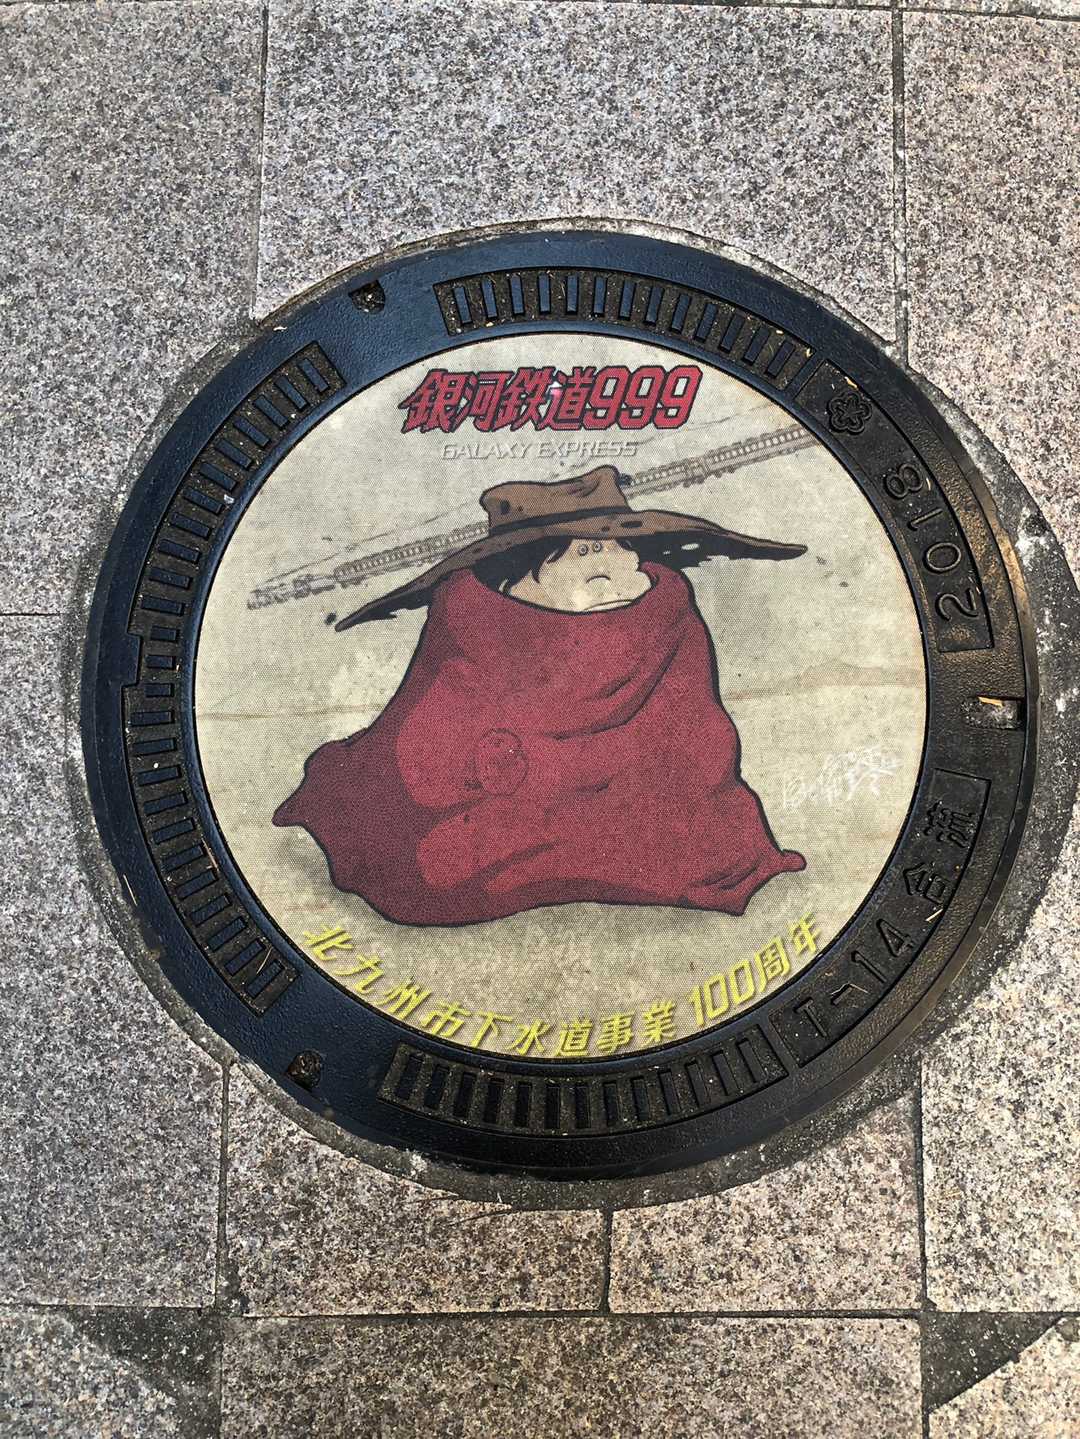 銀河鉄道999
GALAXY EXPRESS
北九州市下水道事業 100周年
2018
T-14 合流